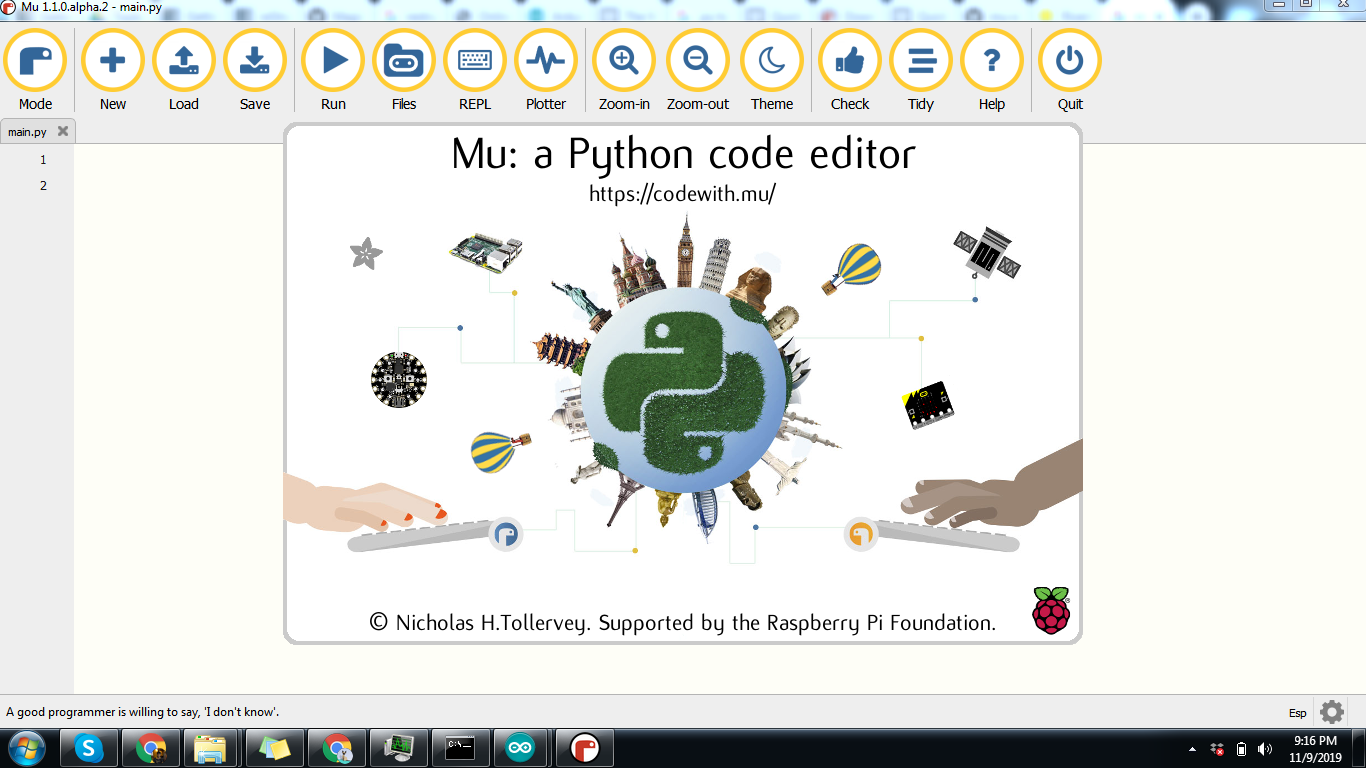 Mu 1.1.0.alpha.2 - main.py
Mode
New
Load
Save
Run
Files
REPL
Plotter
Zoom-in
Zoom-out
Theme
Check
Tidy
Help
Quit
main.py
1
2
Mu: a Python code editor
https://codewith.mu/
© Nicholas H.Tollervey. Supported by the Raspberry Pi Foundation.
A good programmer is willing to say, 'I don't know'.
Esp
C:\_
9:16 PM
11/9/2019